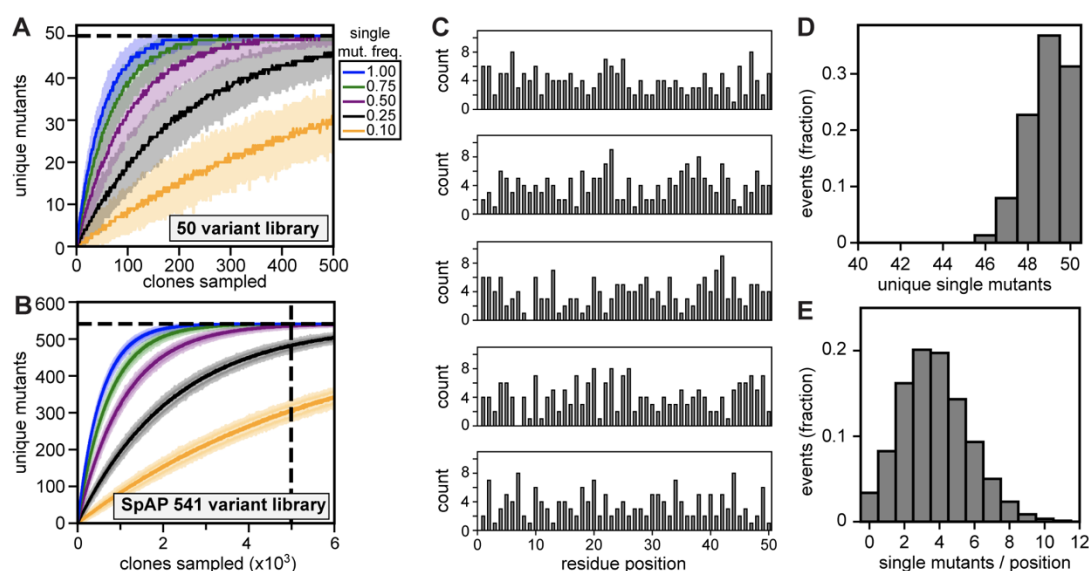 A
50
40
30
20
10
0
unique mutants
0 100 200 300 400 500
clones sampled
50 variant library
single
mut. freq.
1.00
0.75
0.50
0.25
0.10
B
600
500
400
300
200
100
0
unique mutants
0 2 4 6
clones sampled (x10³)
SpAP 541 variant library
C
count
8
4
0
count
8
4
0
count
8
4
0
count
8
4
0
count
8
4
0
0 10 20 30 40 50
residue position
D
0.3
0.2
0.1
0
events (fraction)
40 42 44 46 48 50
unique single mutants
E
0.2
0.1
0
events (fraction)
0 2 4 6 8 10 12
single mutants / position